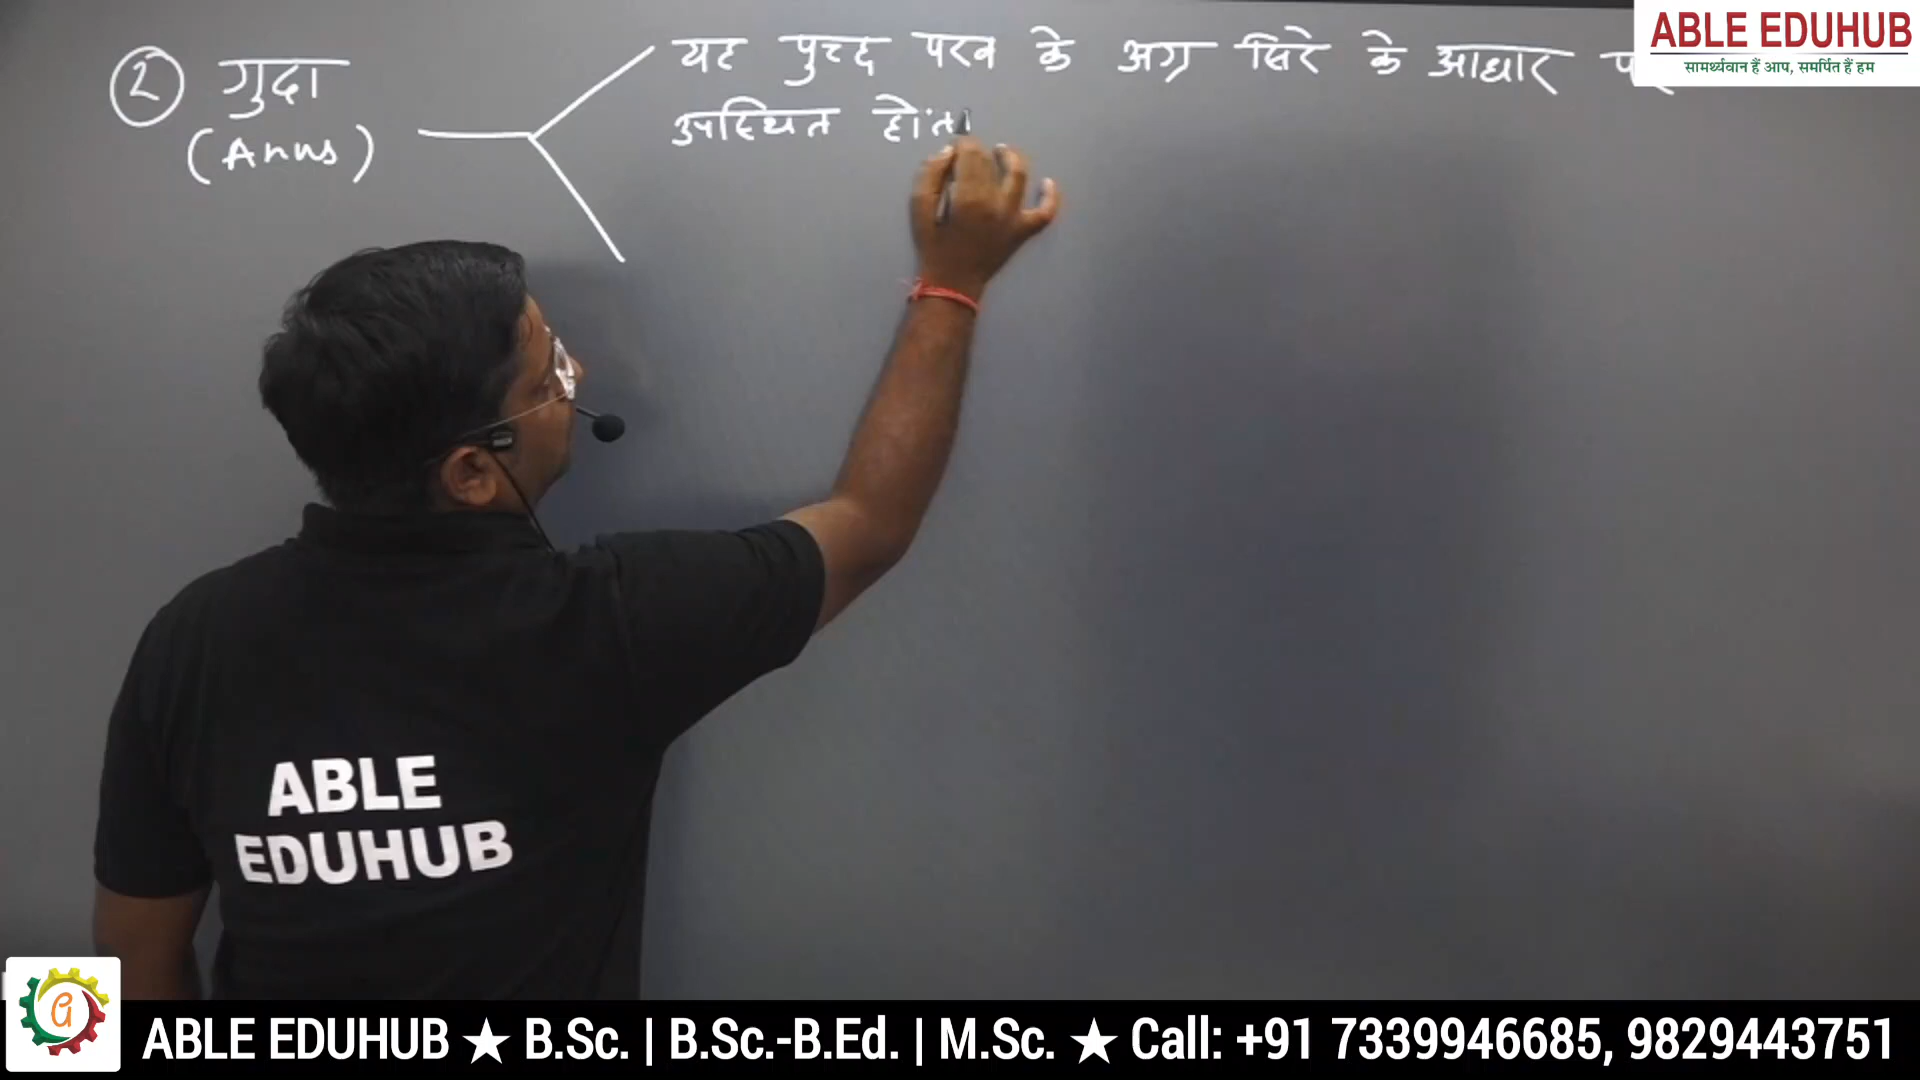 ② गुदा
(Anus)
यह पुच्छ परव के अग्र सिरे के आधार
उपस्थित होता
ABLE EDUHUB
सामर्थ्यवान हैं आप, समर्पित हैं हम
ABLE
EDUHUB
ABLE EDUHUB ★ B.Sc. | B.Sc.-B.Ed. | M.Sc. ★ Call: +91 7339946685, 9829443751